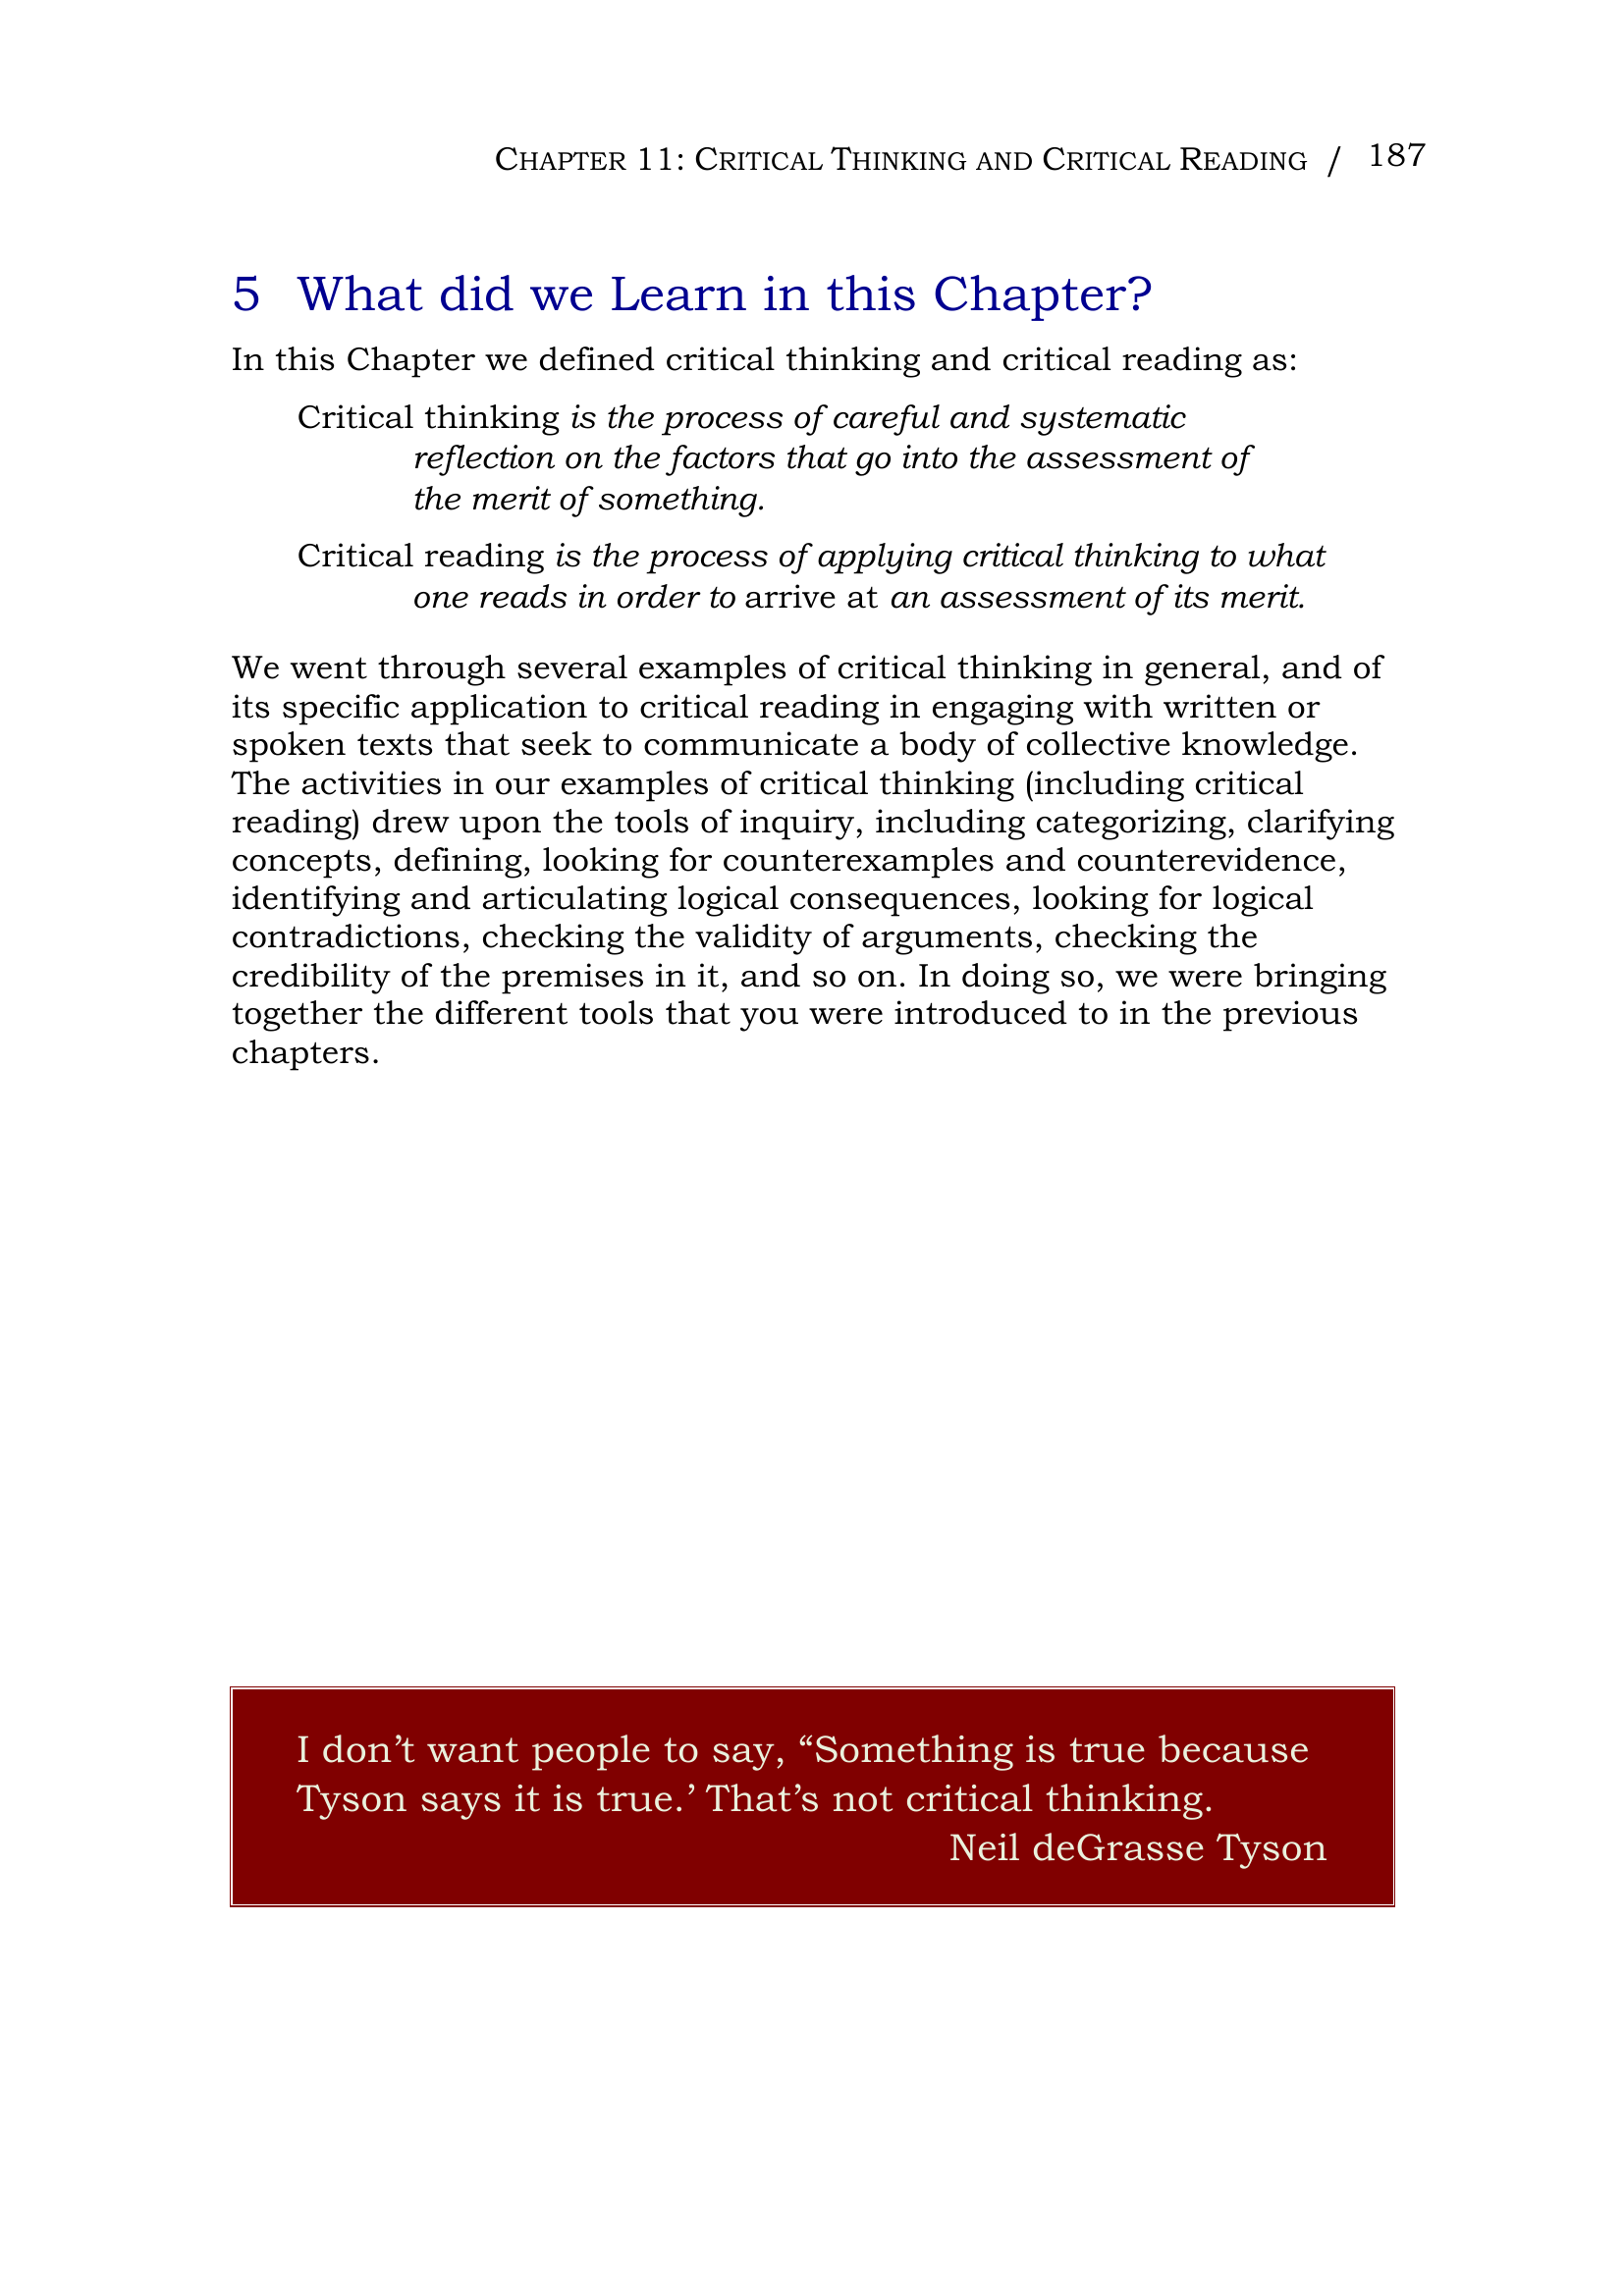 CHAPTER 11: CRITICAL THINKING AND CRITICAL READING / 187
5 What did we Learn in this Chapter?
In this Chapter we defined critical thinking and critical reading as:
Critical thinking is the process of careful and systematic
reflection on the factors that go into the assessment of
the merit of something.
Critical reading is the process of applying critical thinking to what
one reads in order to arrive at an assessment of its merit.
We went through several examples of critical thinking in general, and of
its specific application to critical reading in engaging with written or
spoken texts that seek to communicate a body of collective knowledge.
The activities in our examples of critical thinking (including critical
reading) drew upon the tools of inquiry, including categorizing, clarifying
concepts, defining, looking for counterexamples and counterevidence,
identifying and articulating logical consequences, looking for logical
contradictions, checking the validity of arguments, checking the
credibility of the premises in it, and so on. In doing so, we were bringing
together the different tools that you were introduced to in the previous
chapters.
I don’t want people to say, “Something is true because
Tyson says it is true.’ That’s not critical thinking.
Neil deGrasse Tyson